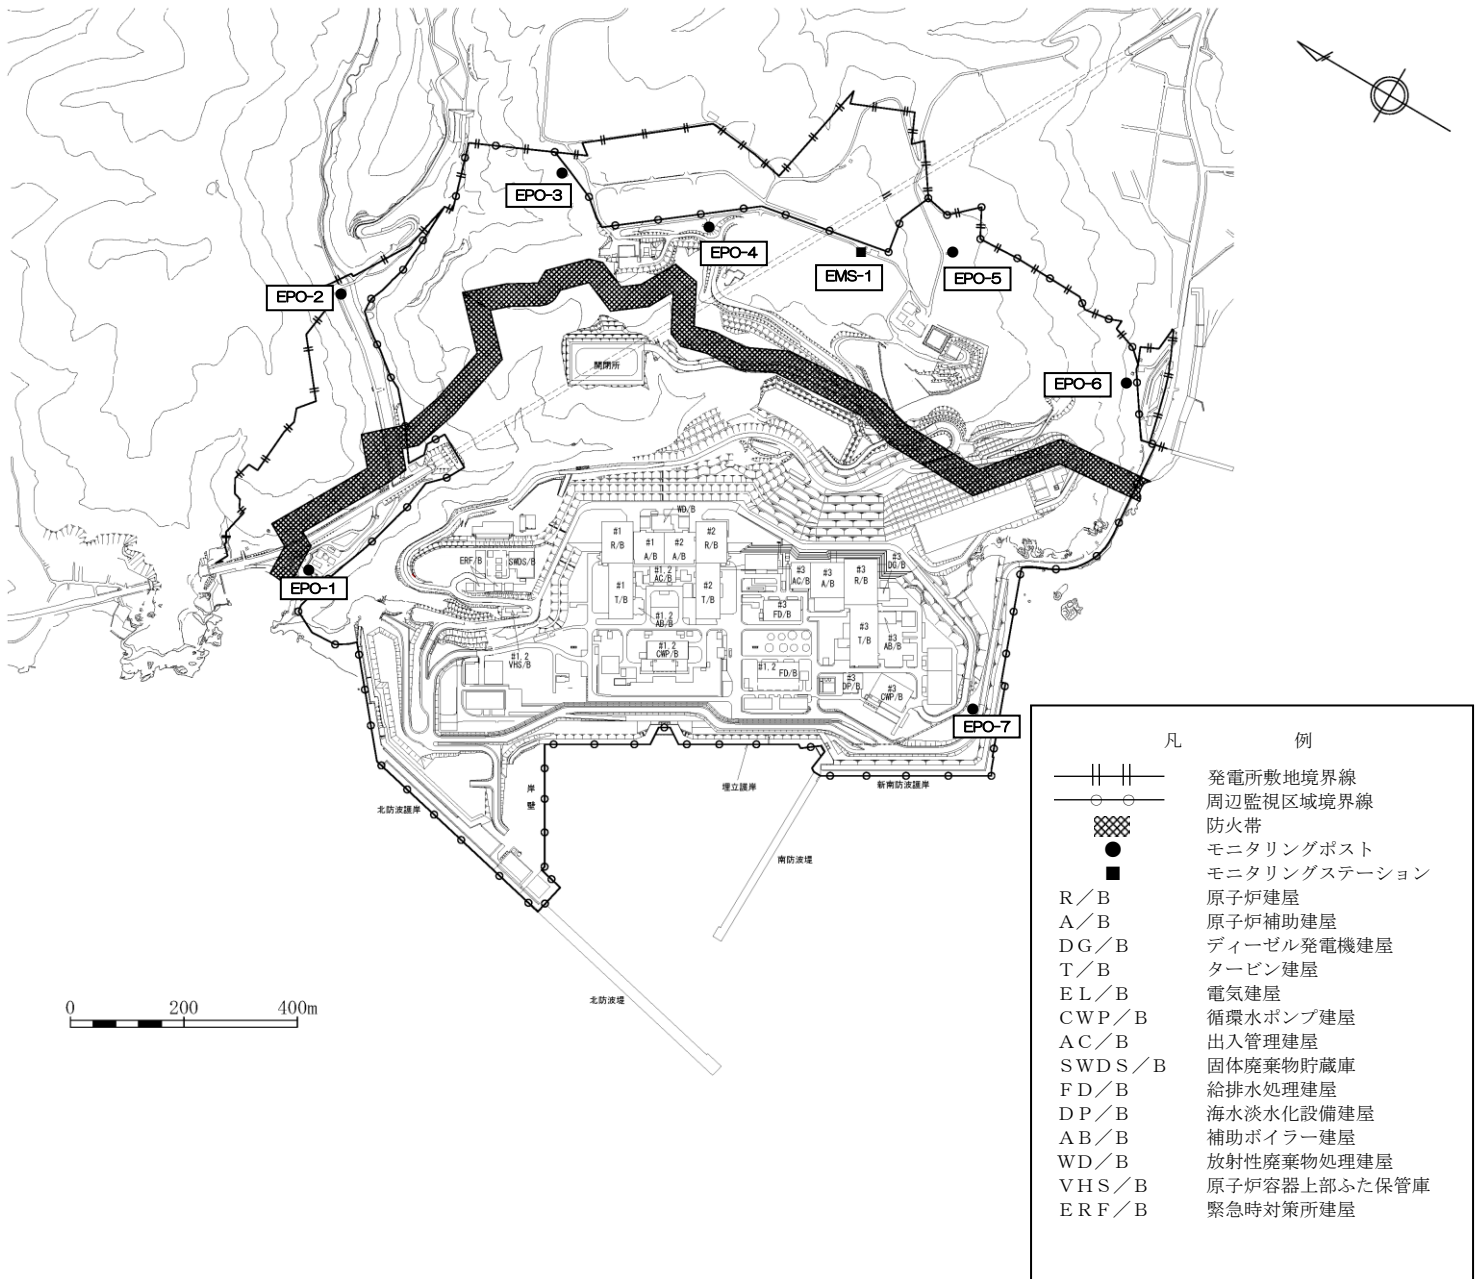 EPO-3
EPO-4
EMS-1
EPO-5
EPO-2
EPO-6
開閉所
EPO-1
WD/B
#1
R/B
#1
A/B
#2
A/B
#2
R/B
ERF/B
SWDS/B
#1
T/B
#1.2
AC/B
#2
T/B
#1.2
AB/B
#3
DG/B
#3
AC/B
#3
A/B
#3
R/B
#3
FD/B
#3
T/B
#3
AB/B
#1.2
VHS/B
#1.2
CWP/B
#1.2
FD/B
#3
DP/B
#3
CWP/B
EPO-7
岸壁
埋立護岸
新南防波護岸
北防波護岸
南防波堤
北防波堤
0 200 400m
凡 例
発電所敷地境界線
周辺監視区域境界線
防火帯
モニタリングポスト
モニタリングステーション
R/B 原子炉建屋
A/B 原子炉補助建屋
DG/B ディーゼル発電機建屋
T/B タービン建屋
EL/B 電気建屋
CWP/B 循環水ポンプ建屋
AC/B 出入管理建屋
SWDS/B 固体廃棄物貯蔵庫
FD/B 給排水処理建屋
DP/B 海水淡水化設備建屋
AB/B 補助ボイラー建屋
WD/B 放射性廃棄物処理建屋
VHS/B 原子炉容器上部ふた保管庫
ERF/B 緊急時対策所建屋